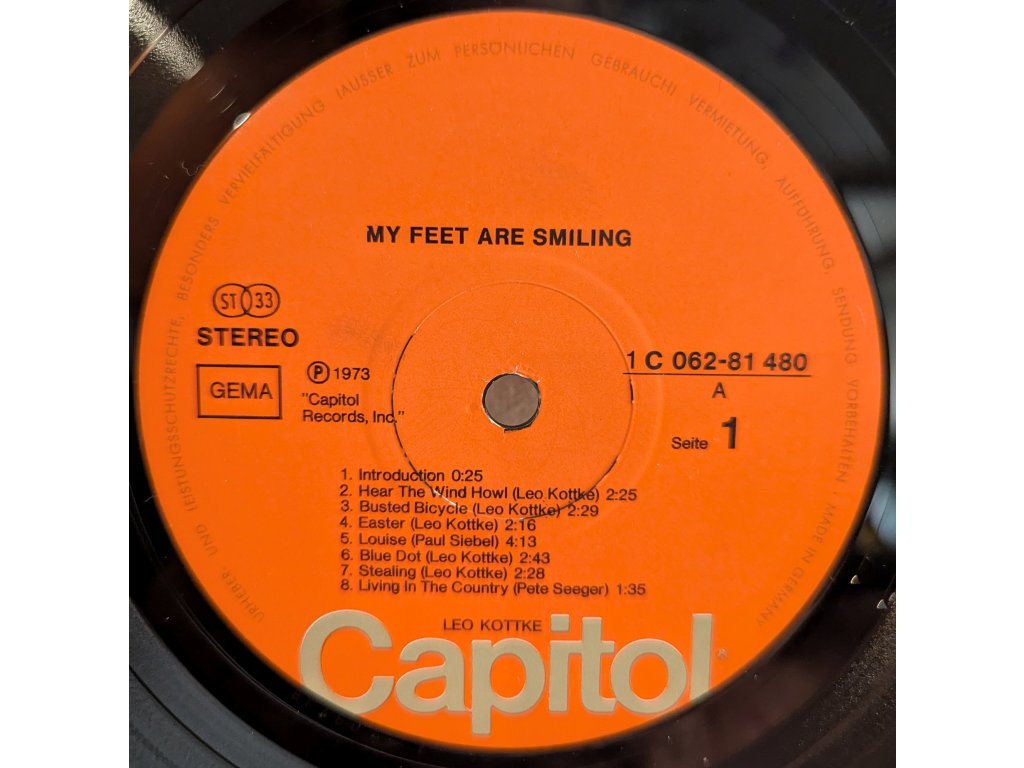 URHEBER- UND LEISTUNGSSCHUTZRECHTE, BESONDERS VERVIELFÄLTIGUNG (AUSSER ZUM PERSÖNLICHEN GEBRAUCH) VERMIETUNG, AUFFÜHRUNG, SENDUNG VORBEHALTEN ! MADE IN GERMANY
MY FEET ARE SMILING
ST 33
STEREO
GEMA
℗ 1973
"Capitol
Records, Inc."
1 C 062-81 480
A
Seite 1
1. Introduction 0:25
2. Hear The Wind Howl (Leo Kottke) 2:25
3. Busted Bicycle (Leo Kottke) 2:29
4. Easter (Leo Kottke) 2:16
5. Louise (Paul Siebel) 4:13
6. Blue Dot (Leo Kottke) 2:43
7. Stealing (Leo Kottke) 2:28
8. Living In The Country (Pete Seeger) 1:35
LEO KOTTKE
Capitol®